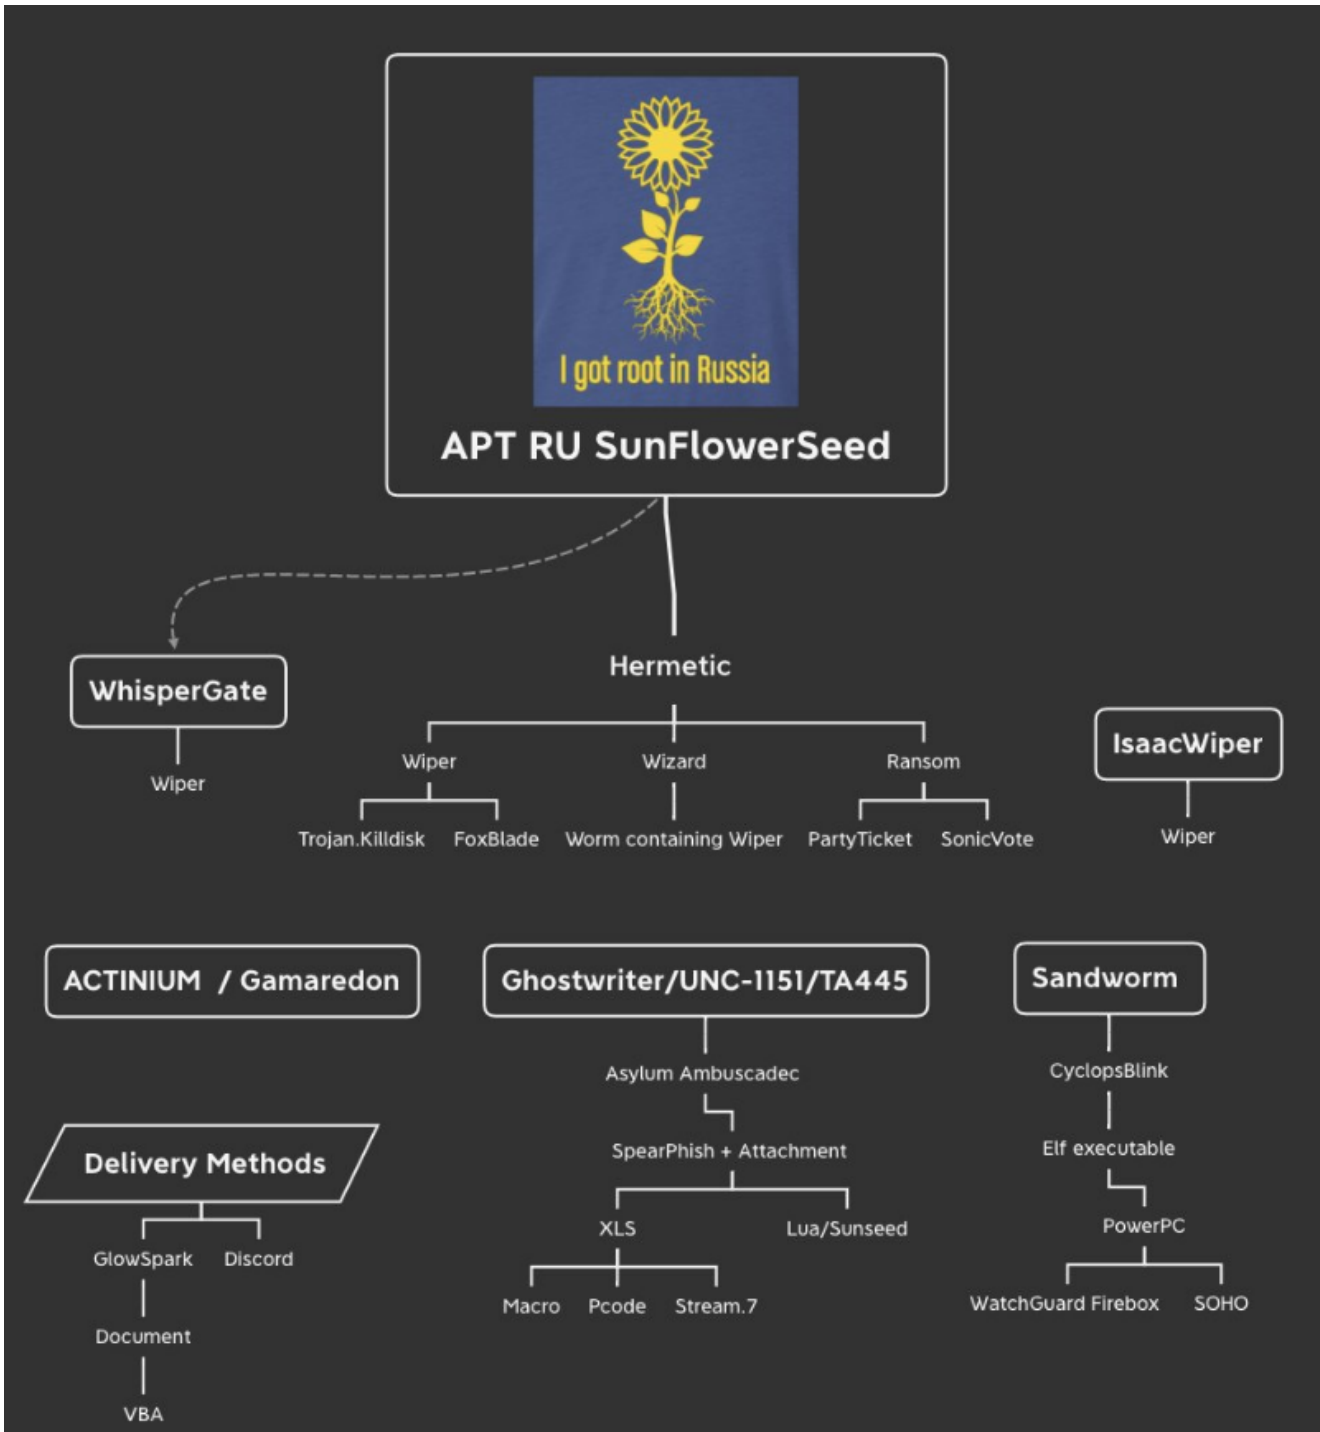 I got root in Russia
APT RU SunFlowerSeed
WhisperGate
Wiper
Hermetic
Wiper
Wizard
Ransom
Trojan.Killdisk
FoxBlade
Worm containing Wiper
PartyTicket
SonicVote
IsaacWiper
Wiper
ACTINIUM / Gamaredon
Delivery Methods
GlowSpark
Discord
Document
VBA
Ghostwriter/UNC-1151/TA445
Asylum Ambuscadec
SpearPhish + Attachment
XLS
Lua/Sunseed
Macro
Pcode
Stream.7
Sandworm
CyclopsBlink
Elf executable
PowerPC
WatchGuard Firebox
SOHO